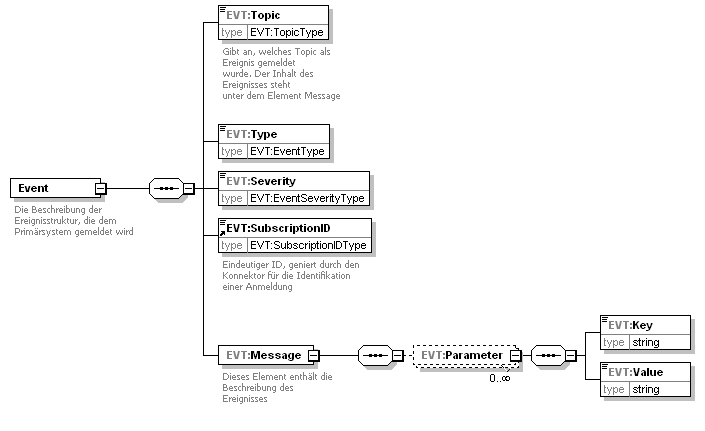 EVT:Topic
type EVT:TopicType
Gibt an, welches Topic als
Ereignis gemeldet
wurde. Der Inhalt des
Ereignisses steht
unter dem Element Message
EVT:Type
type EVT:EventType
Event
Die Beschreibung der
Ereignisstruktur, die dem
Primärsystem gemeldet wird
EVT:Severity
type EVT:EventSeverityType
EVT:SubscriptionID
type EVT:SubscriptionIDType
Eindeutiger ID, geniert durch den
Konnektor für die Identifikation
einer Anmeldung
EVT:Message
Dieses Element enthält die
Beschreibung des
Ereignisses
EVT:Parameter
0..∞
EVT:Key
type string
EVT:Value
type string